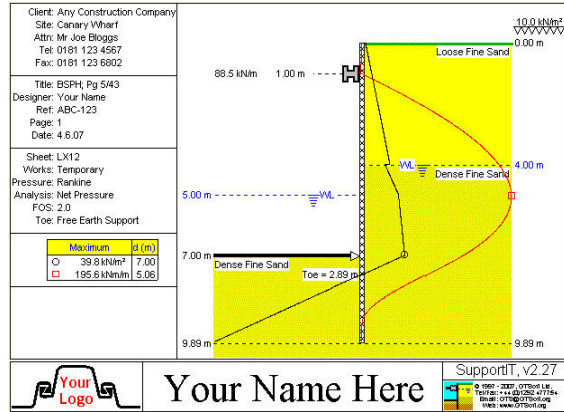 Client: Any Construction Company
Site: Canary Wharf
Attn: Mr Joe Bloggs
Tel: 0181 123 4567
Fax: 0181 123 6802
Title: BSPH; Pg 5/43
Designer: Your Name
Ref: ABC-123
Page: 1
Date: 4.6.07
Sheet: LX12
Works: Temporary
Pressure: Rankine
Analysis: Net Pressure
FOS: 2.0
Toe: Free Earth Support
Maximum d (m)
39.8 kN/m² 7.00
195.6 kNm/m 5.06
10.0 kN/m²
0.00 m
Loose Fine Sand
88.5 kN/m 1.00 m
WL 4.00 m
Dense Fine Sand
5.00 m WL
7.00 m
Dense Fine Sand
Toe = 2.89 m
9.89 m 9.89 m
Your
Logo
Your Name Here
SupportIT, v2.27
© 1997 - 2007, GTSoft Ltd.